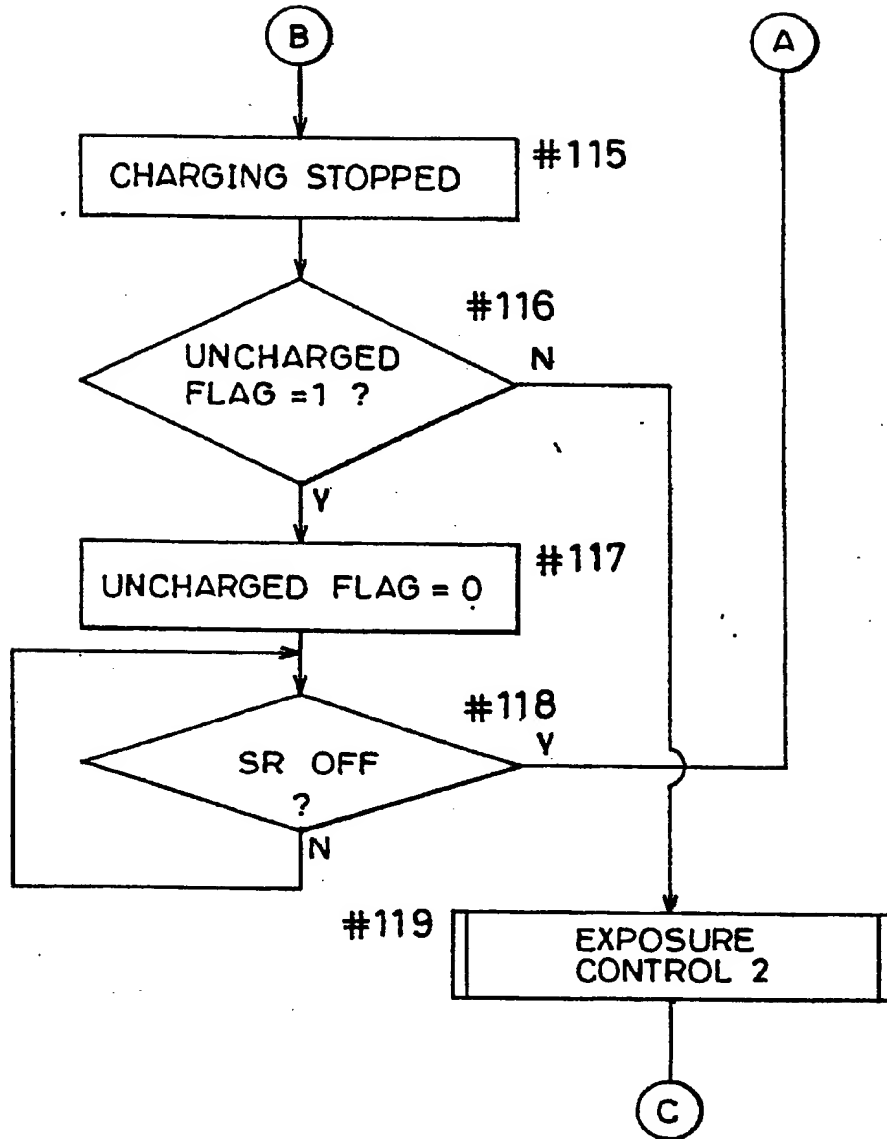 B
A
CHARGING STOPPED
#115
#116
UNCHARGED
FLAG =1 ?
N
Y
UNCHARGED FLAG = 0
#117
#118
SR OFF
?
Y
N
#119
EXPOSURE
CONTROL 2
C